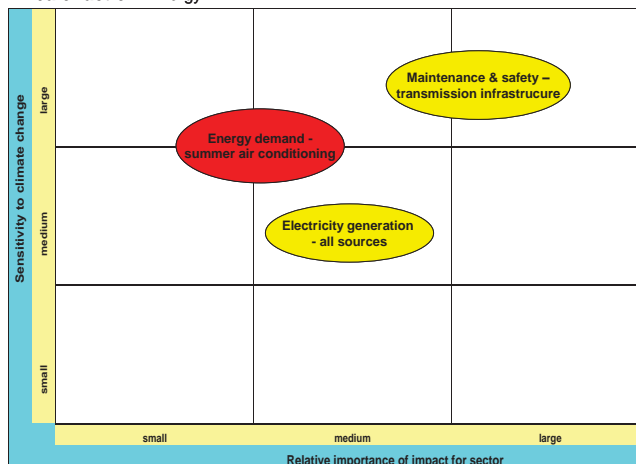 Maintenance & safety –
transmission infrastrucure
Energy demand -
summer air conditioning
Electricity generation
- all sources
Sensitivity to climate change
large
medium
small
small
medium
large
Relative importance of impact for sector